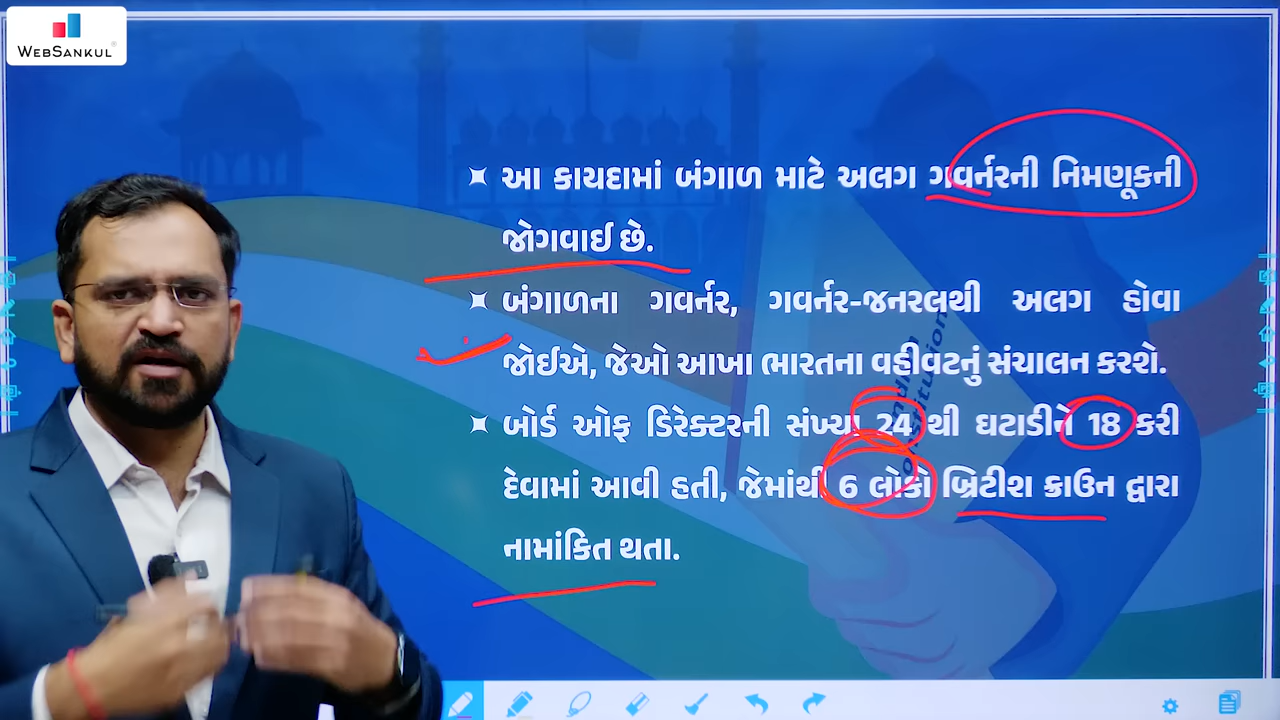 WEBSANKUL
આ કાયદામાં બંગાળ માટે અલગ ગવર્નરની નિમણૂકની
જોગવાઈ છે.
બંગાળના ગવર્નર, ગવર્નર-જનરલથી અલગ હોવા
જોઈએ, જેઓ આખા ભારતના વહીવટનું સંચાલન કરશે.
બોર્ડ ઓફ ડિરેક્ટરની સંખ્યા 24 થી ઘટાડીને 18 કરી
દેવામાં આવી હતી, જેમાંથી 6 લોકો બ્રિટીશ ક્રાઉન દ્વારા
નામાંકિત થતા.